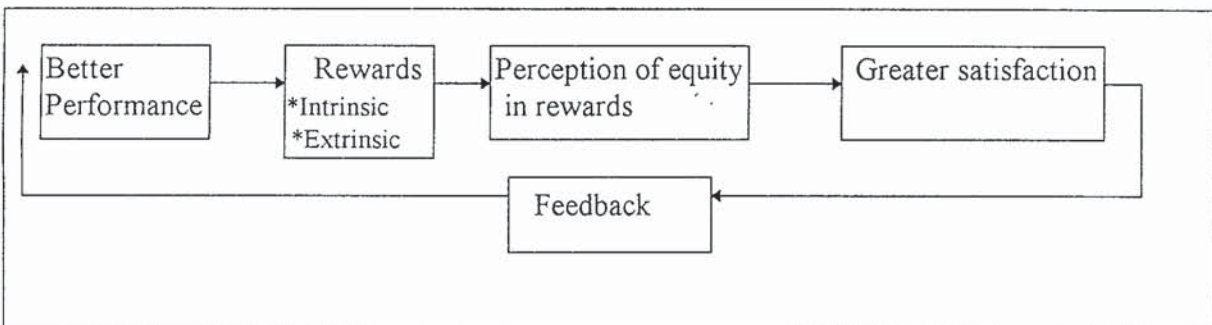 Better
Performance
Rewards
*Intrinsic
*Extrinsic
Perception of equity
in rewards
Greater satisfaction
Feedback